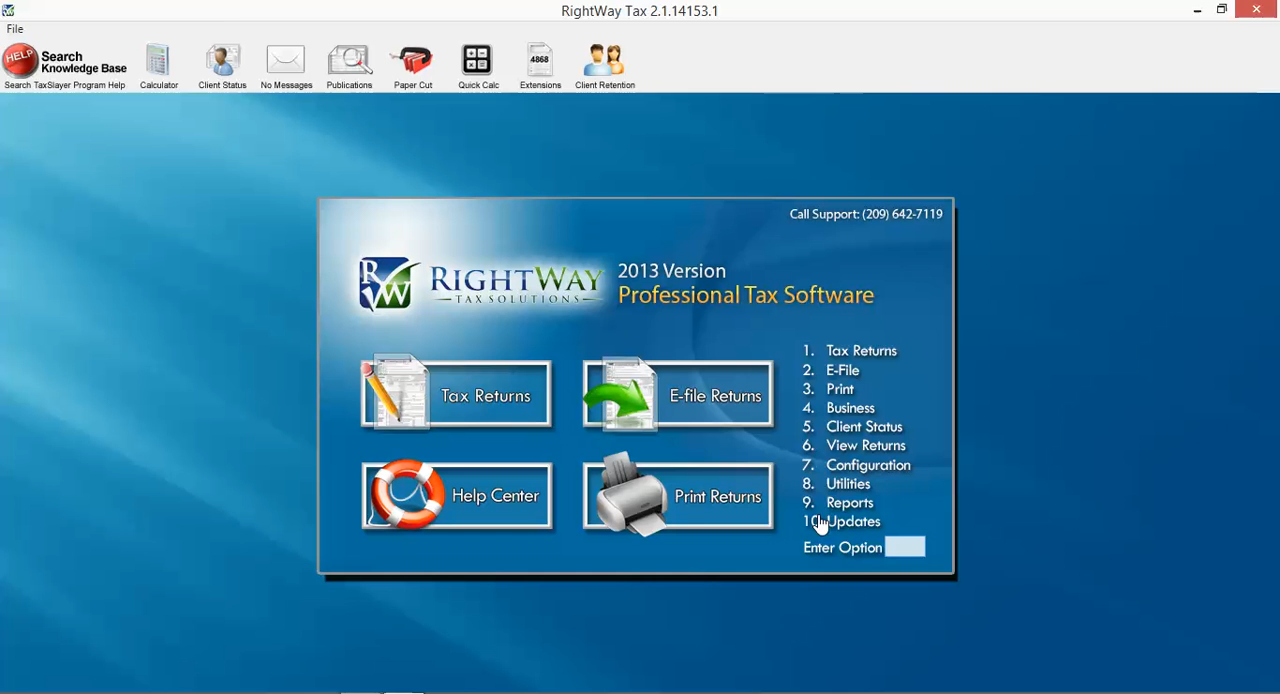 RightWay Tax 2.1.14153.1
File
HELP Search Knowledge Base
Search TaxSlayer Program Help
Calculator
Client Status
No Messages
Publications
Paper Cut
Quick Calc
4868
Extensions
Client Retention
Call Support: (209) 642-7119
RW RIGHTWAY
TAX SOLUTIONS
2013 Version
Professional Tax Software
Tax Returns
E-file Returns
Help Center
Print Returns
1. Tax Returns
2. E-File
3. Print
4. Business
5. Client Status
6. View Returns
7. Configuration
8. Utilities
9. Reports
10. Updates
Enter Option